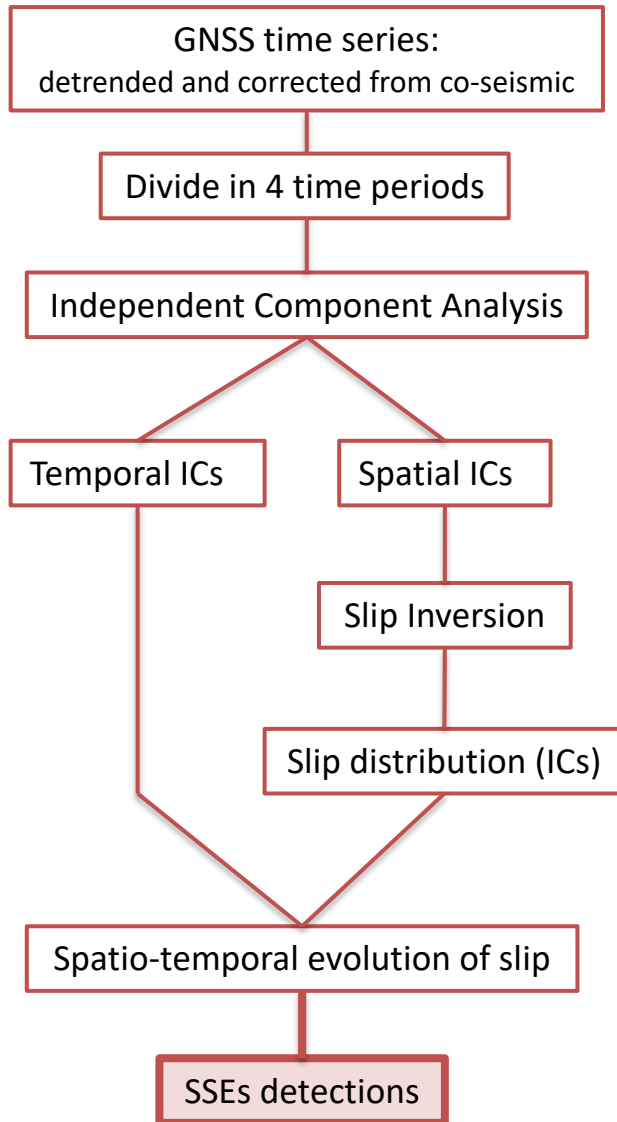 GNSS time series:
detrended and corrected from co-seismic
Divide in 4 time periods
Independent Component Analysis
Temporal ICs
Spatial ICs
Slip Inversion
Slip distribution (ICs)
Spatio-temporal evolution of slip
SSEs detections